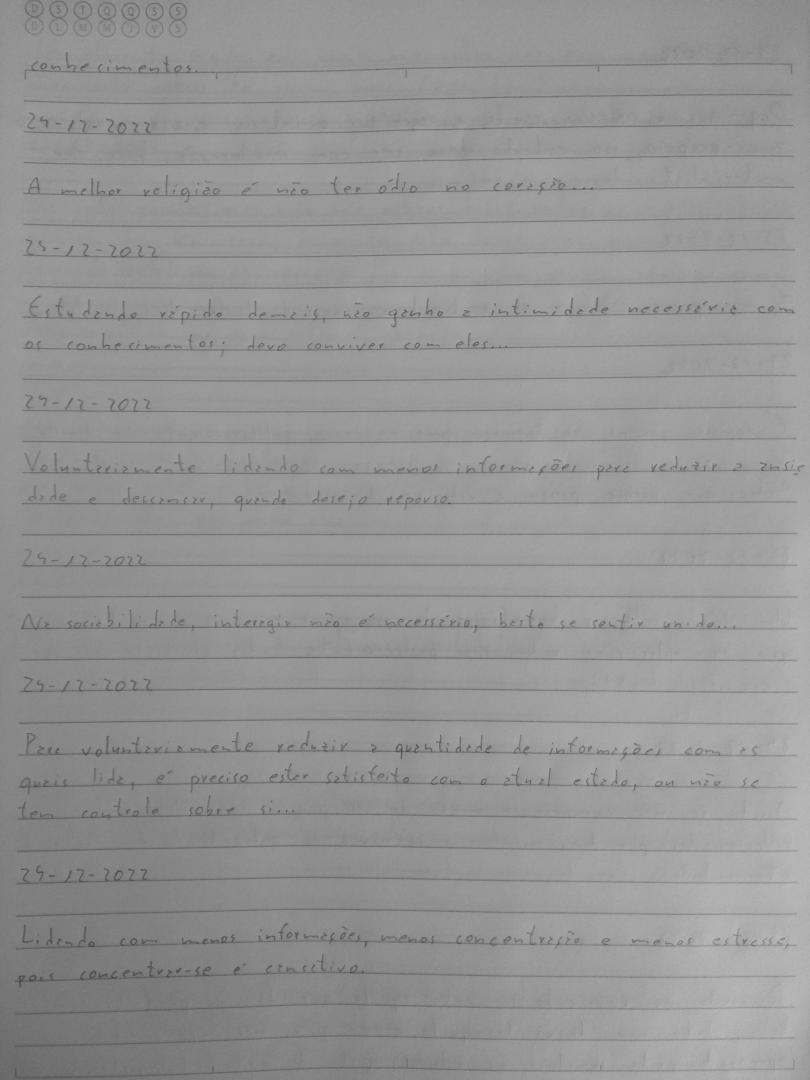 D S T Q Q S S
D L M M J V S
conhecimentos.
24-12-2022
A melhor religião é não ter ódio no coração...
25-12-2022
Estudando rápido demais, não ganho a intimidade necessária com
os conhecimentos; devo conviver com eles...
29-12-2022
Voluntariamente lidando com menos informações para reduzir a ansie
dade e descansar, quando desejo repouso.
29-12-2022
Na sociabilidade, interagir não é necessário, basta se sentir unido...
29-12-2022
Para voluntariamente reduzir a quantidade de informações com as
quais lida, é preciso estar satisfeito com o atual estado, ou não se
tem controle sobre si...
29-12-2022
Lidando com menos informações, menos concentração e menos estresse,
pois concentrar-se é cansativo.